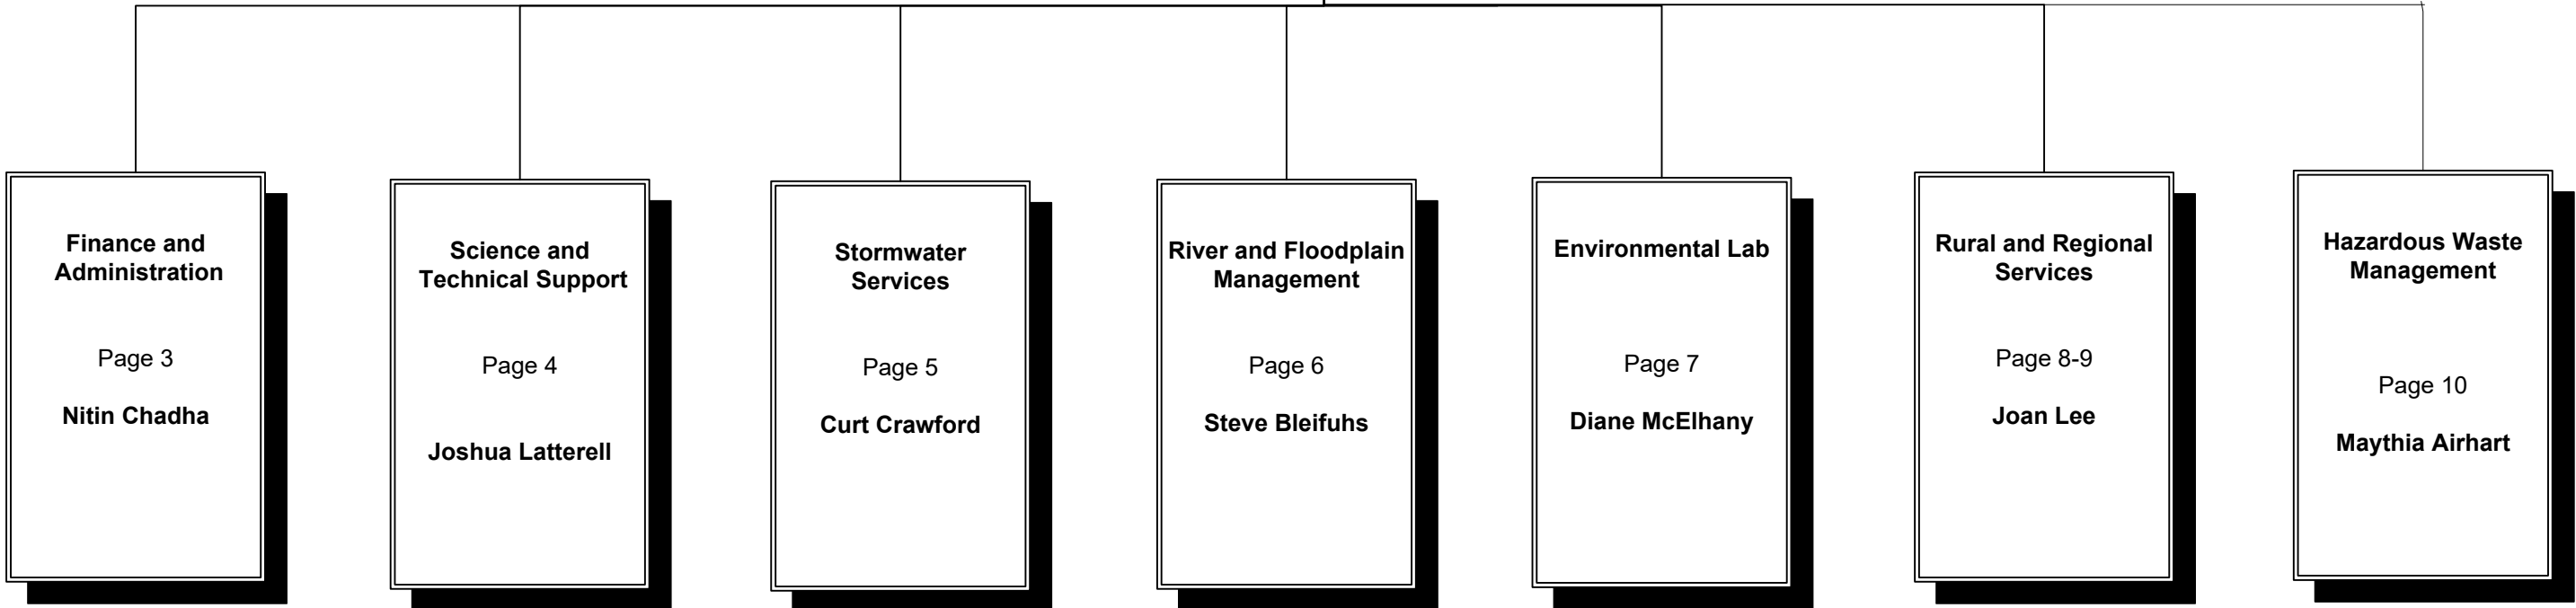 Finance and
Administration
Page 3
Nitin Chadha
Science and
Technical Support
Page 4
Joshua Latterell
Stormwater
Services
Page 5
Curt Crawford
River and Floodplain
Management
Page 6
Steve Bleifuhs
Environmental Lab
Page 7
Diane McElhany
Rural and Regional
Services
Page 8-9
Joan Lee
Hazardous Waste
Management
Page 10
Maythia Airhart